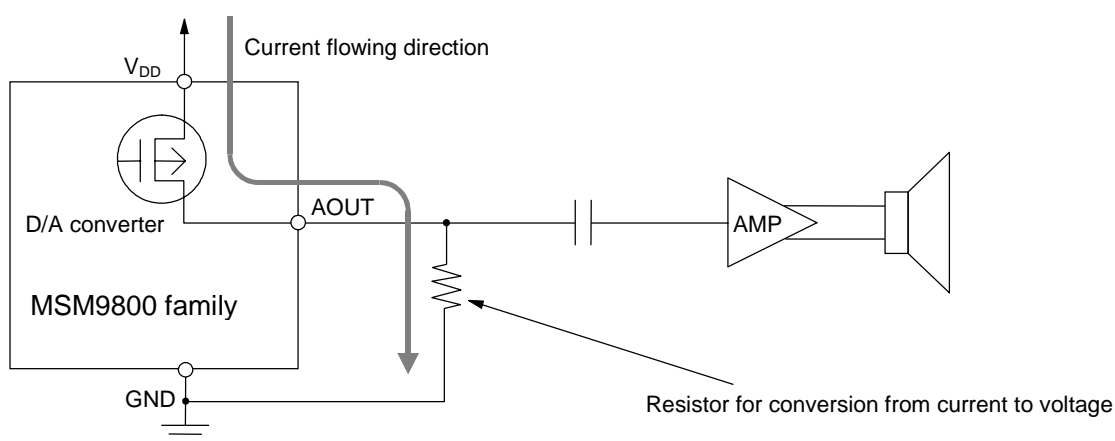 Current flowing direction
VDD
AOUT
D/A converter
AMP
MSM9800 family
GND
Resistor for conversion from current to voltage